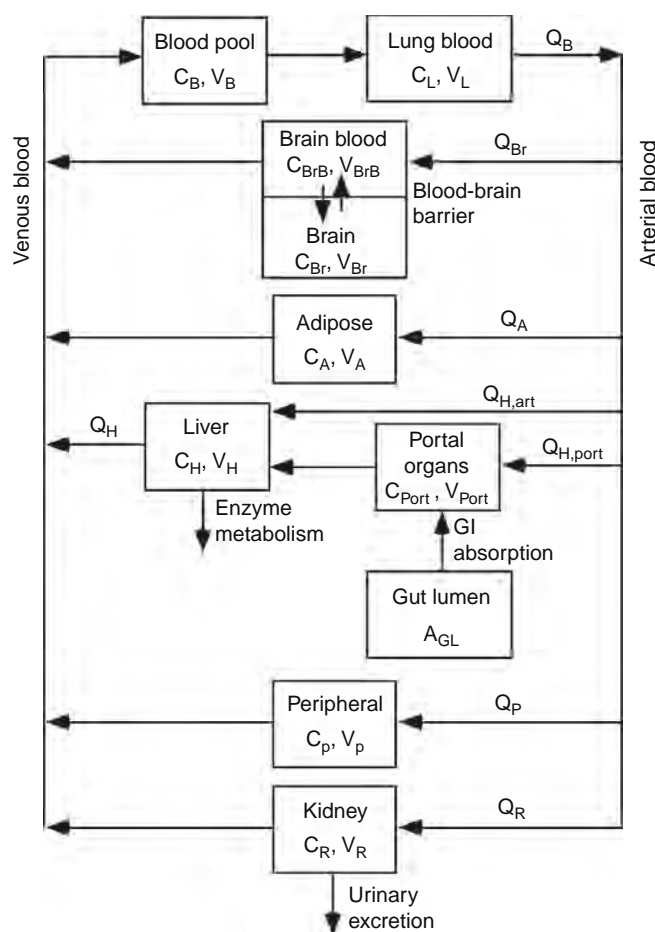 Blood pool
C_B, V_B
Lung blood
C_L, V_L
Q_B
Venous blood
Arterial blood
Brain blood
C_BrB, V_BrB
Q_Br
Blood-brain
barrier
Brain
C_Br, V_Br
Adipose
C_A, V_A
Q_A
Q_H,art
Q_H
Liver
C_H, V_H
Portal
organs
C_Port , V_Port
Q_H,port
Enzyme
metabolism
GI
absorption
Gut lumen
A_GL
Peripheral
C_p, V_p
Q_P
Kidney
C_R, V_R
Q_R
Urinary
excretion